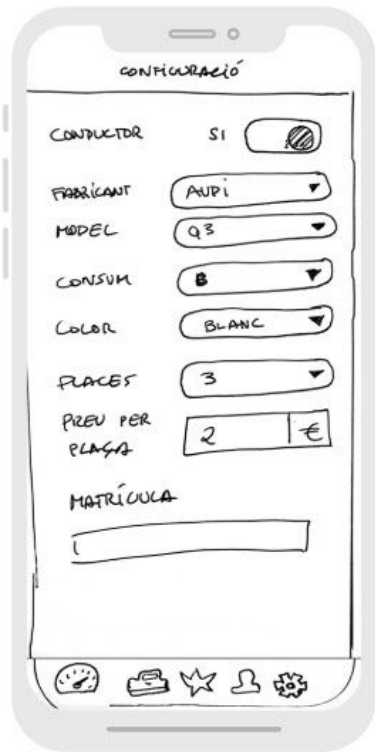 CONFIGURACIÓ
CONDUCTOR SI
FABRICANT AUDI
MODEL Q3
CONSUM B
COLOR BLANC
PLACES 3
PREU PER
PLAÇA 2 €
MATRÍCULA